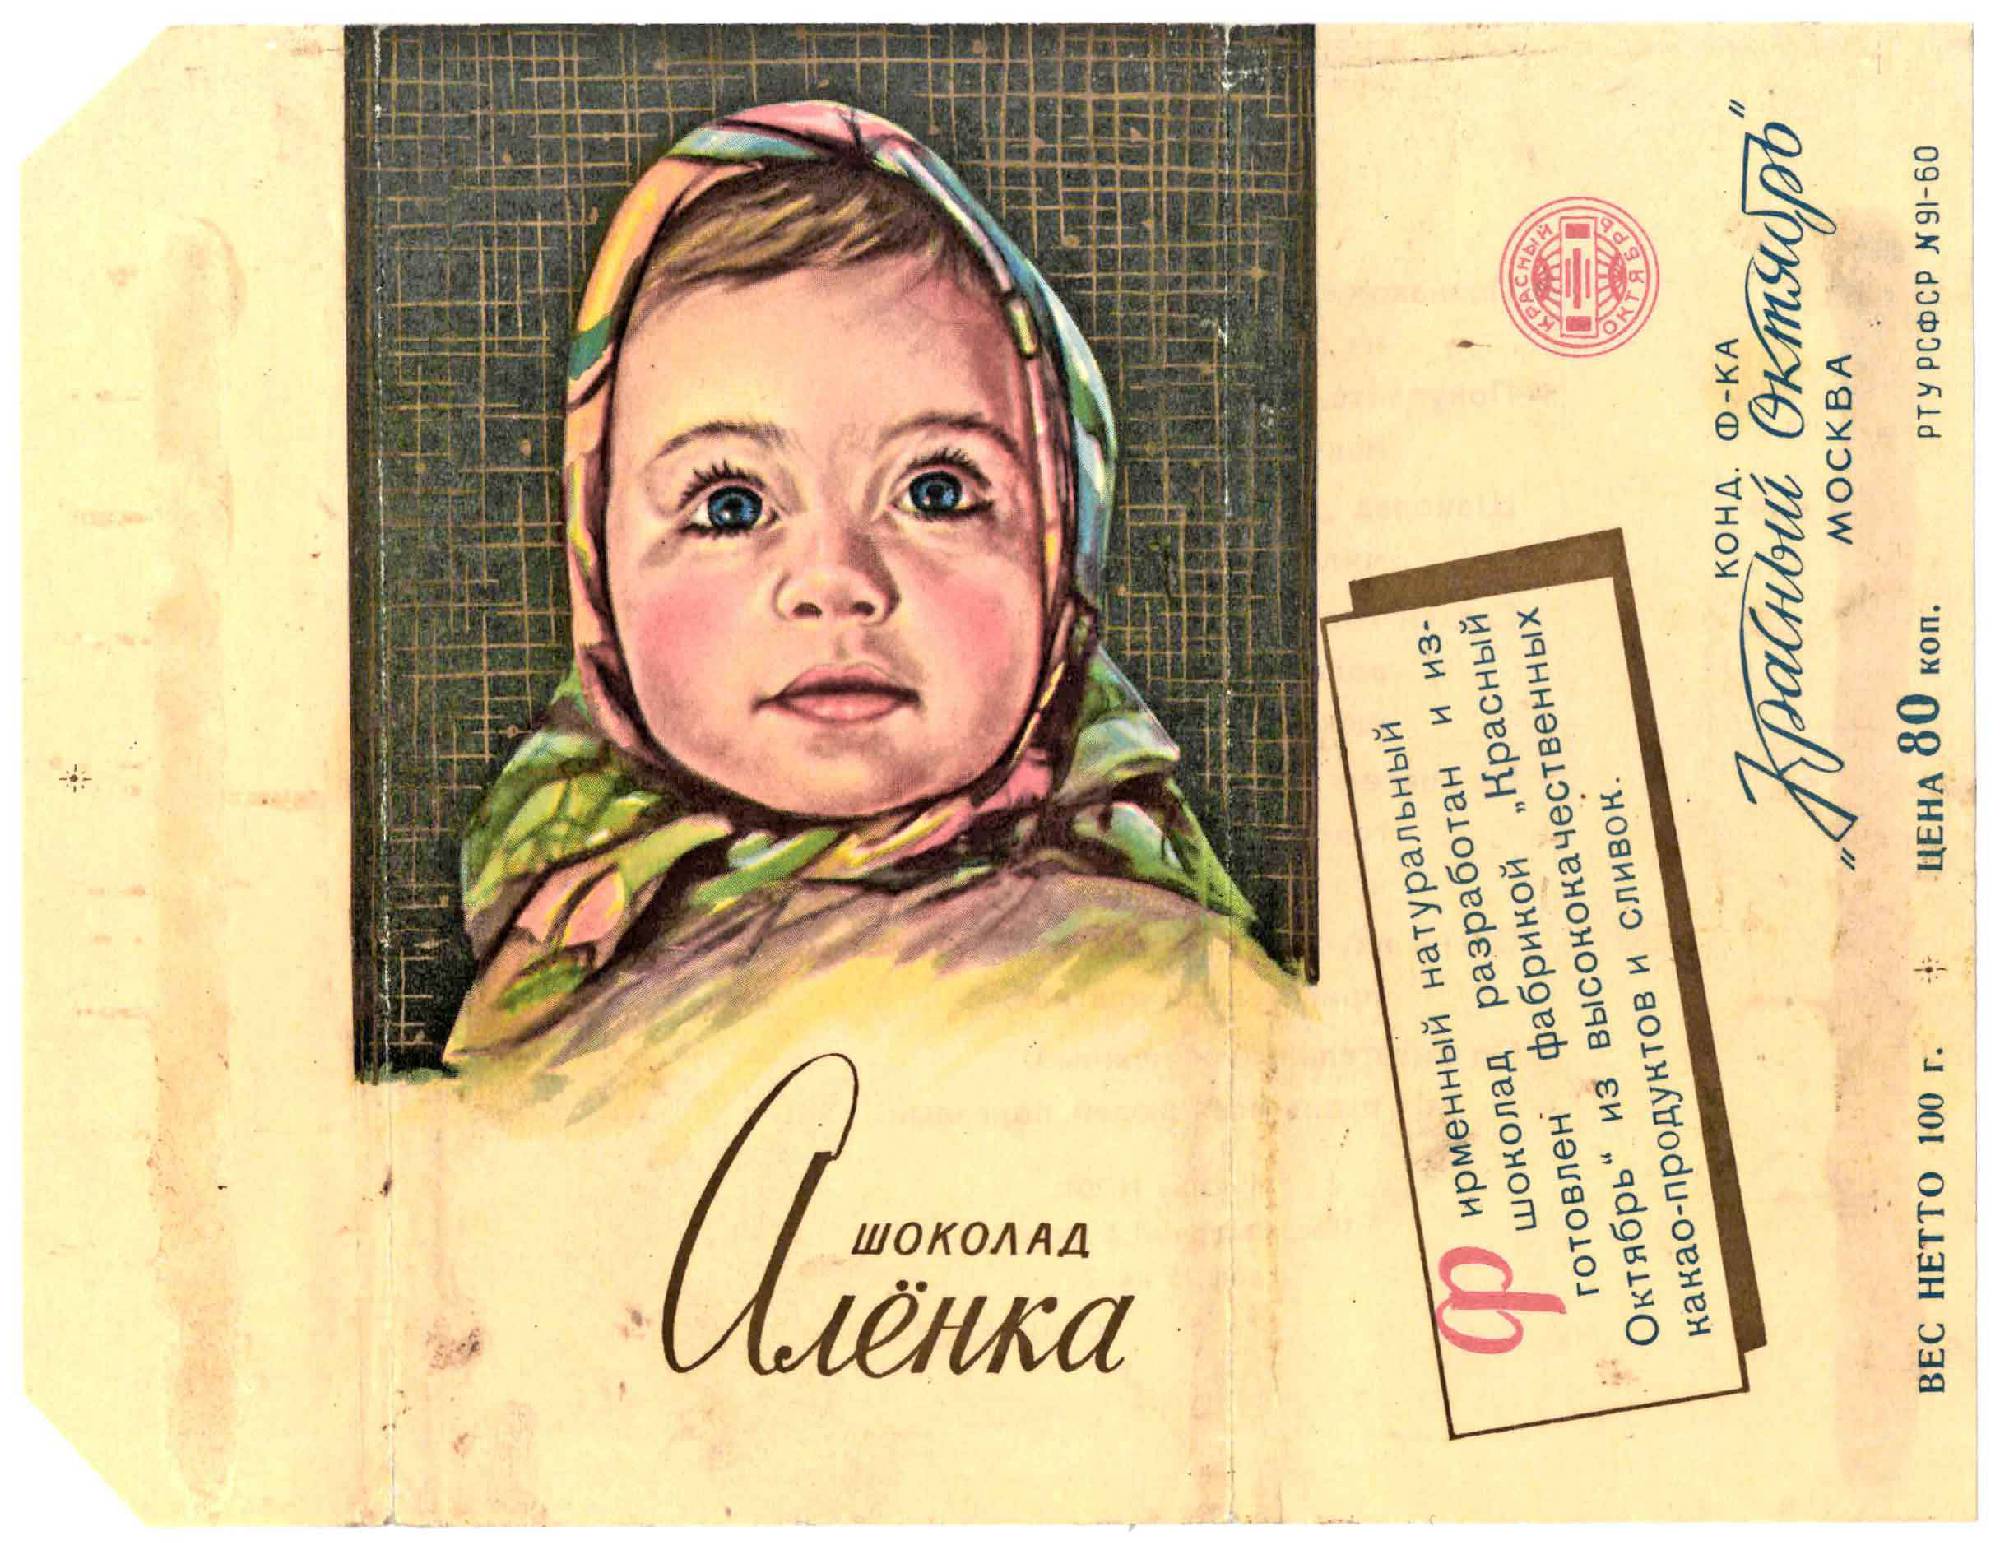 ШОКОЛАД
Алёнка
Фирменный натуральный
шоколад разработан и из-
готовлен фабрикой „Красный
Октябрь“ из высококачественных
какао-продуктов и сливок.
КРАСНЫЙ ОКТЯБРЬ
КОНД. Ф-КА
„Красный Октябрь”
МОСКВА
ВЕС НЕТТО 100 г. ЦЕНА 80 коп. РТУ РСФСР №91-60